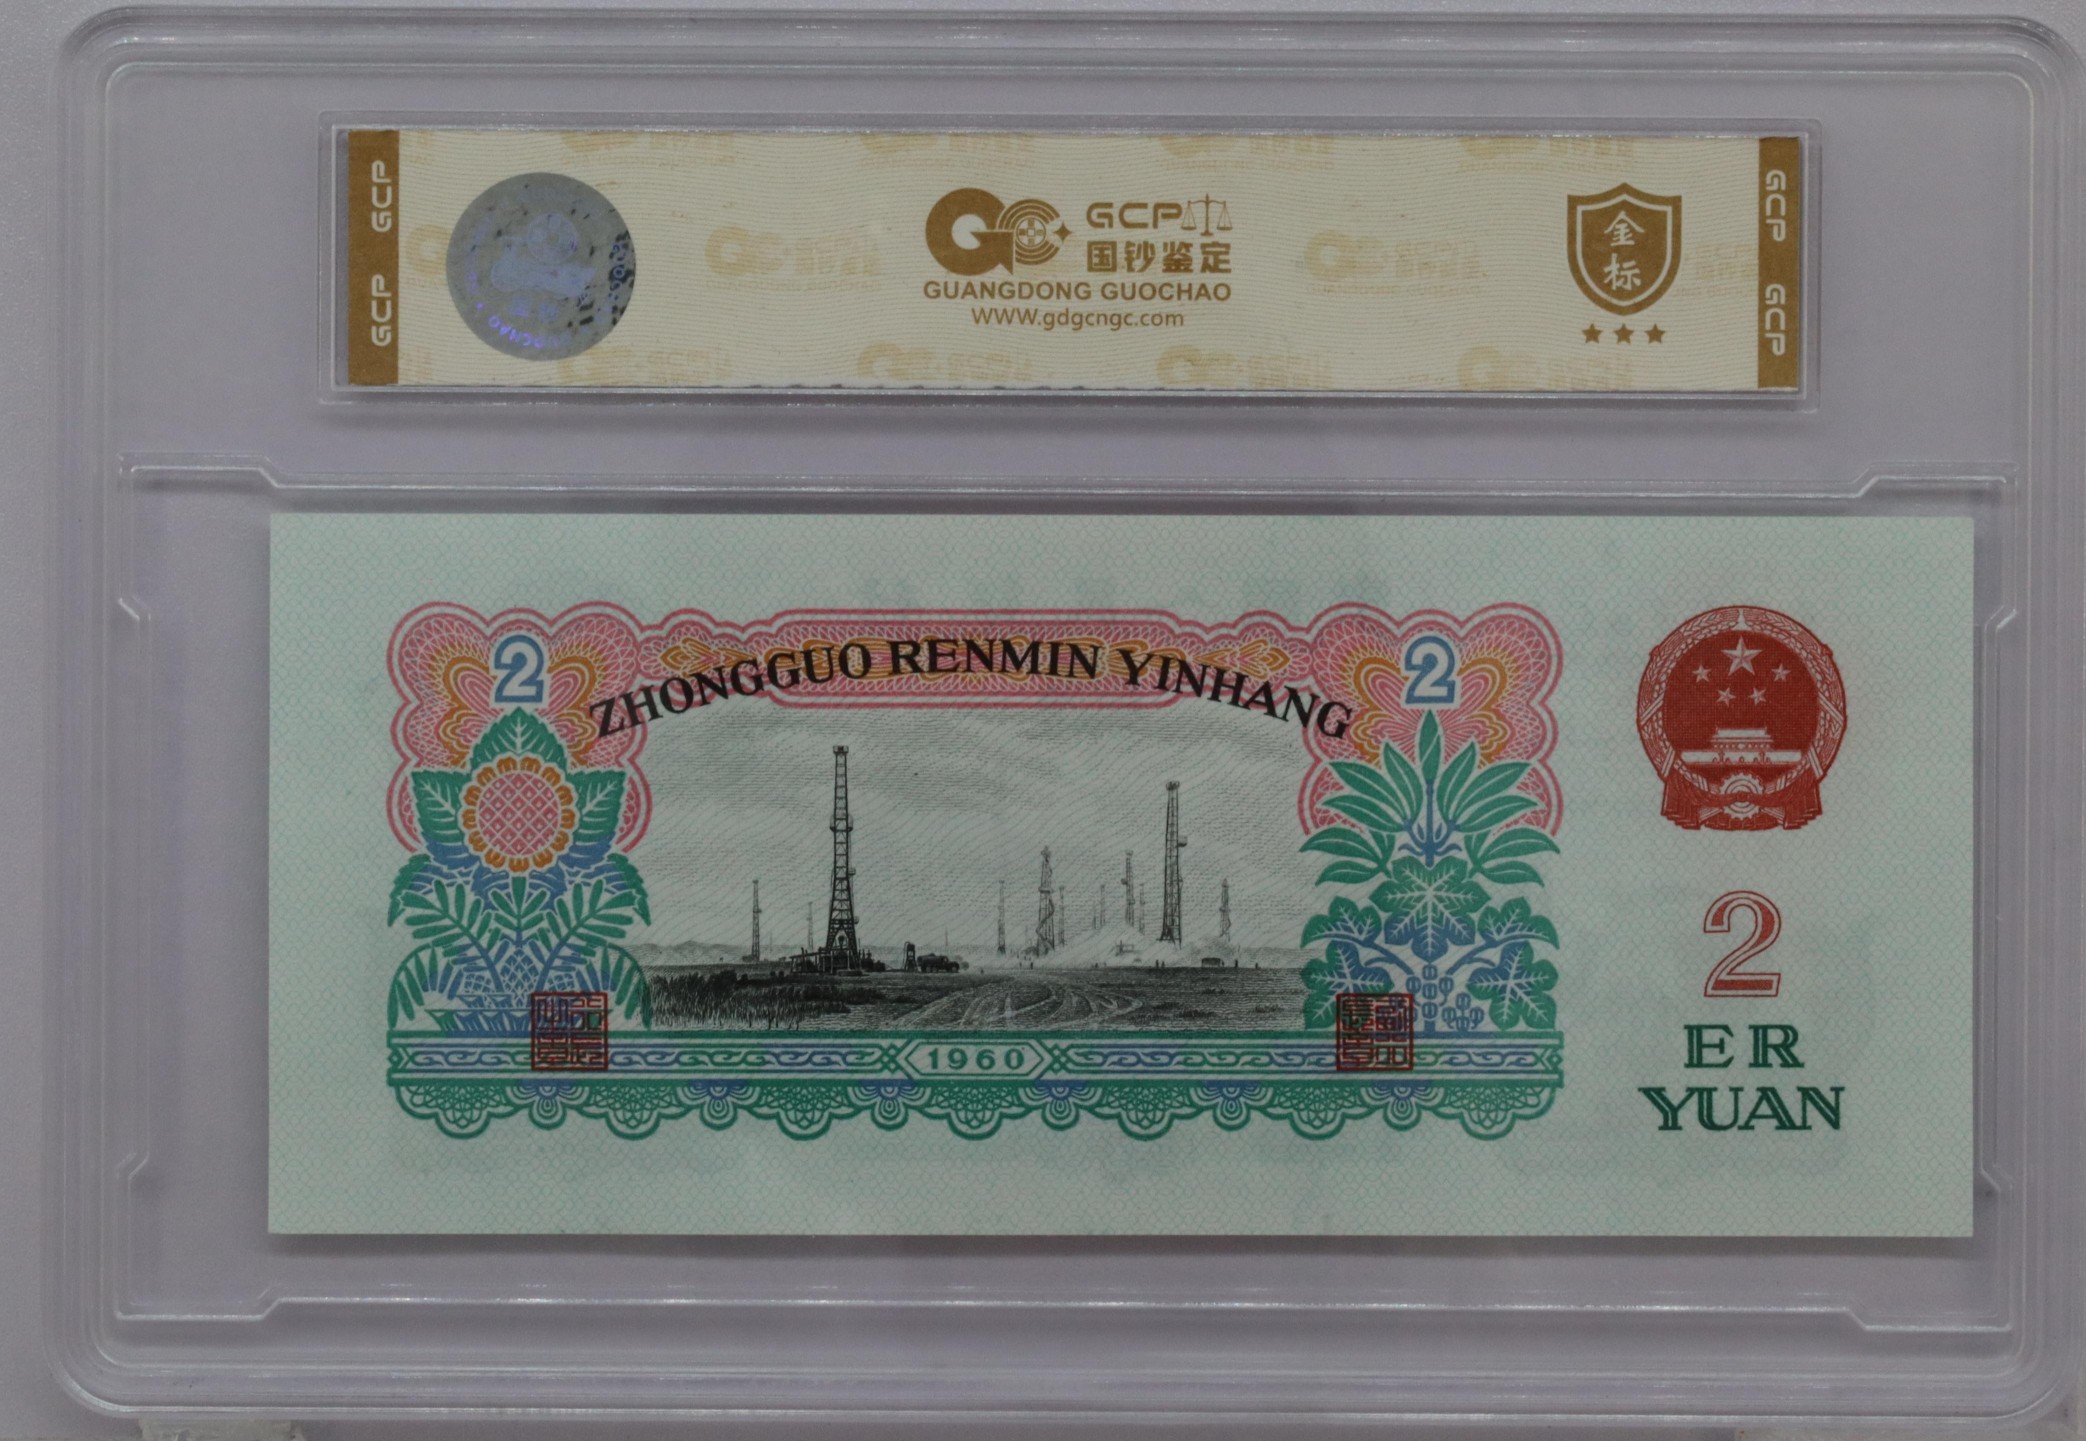 GCP GCP
GCP
国钞鉴定
GUANGDONG GUOCHAO
WWW.gdgcngc.com
金标
GCP GCP
2
ZHONGGUO RENMIN YINHANG
2
1960
2
ER
YUAN